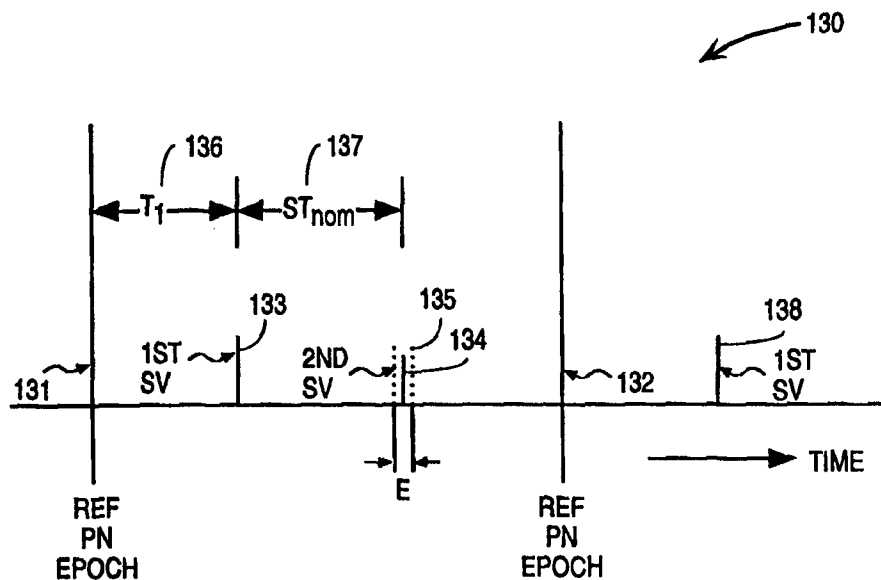 130
136
137
T1
STnom
133
135
134
138
1ST
SV
2ND
SV
1ST
SV
131
132
TIME
E
REF
PN
EPOCH
REF
PN
EPOCH